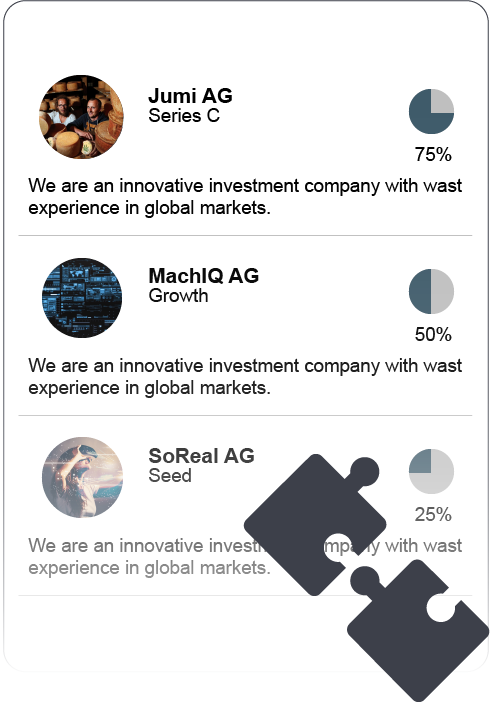 Jumi AG
Series C
75%
We are an innovative investment company with wast
experience in global markets.
MachIQ AG
Growth
50%
We are an innovative investment company with wast
experience in global markets.
SoReal AG
Seed
25%
We are an innovative investm mpany with wast
experience in global markets.